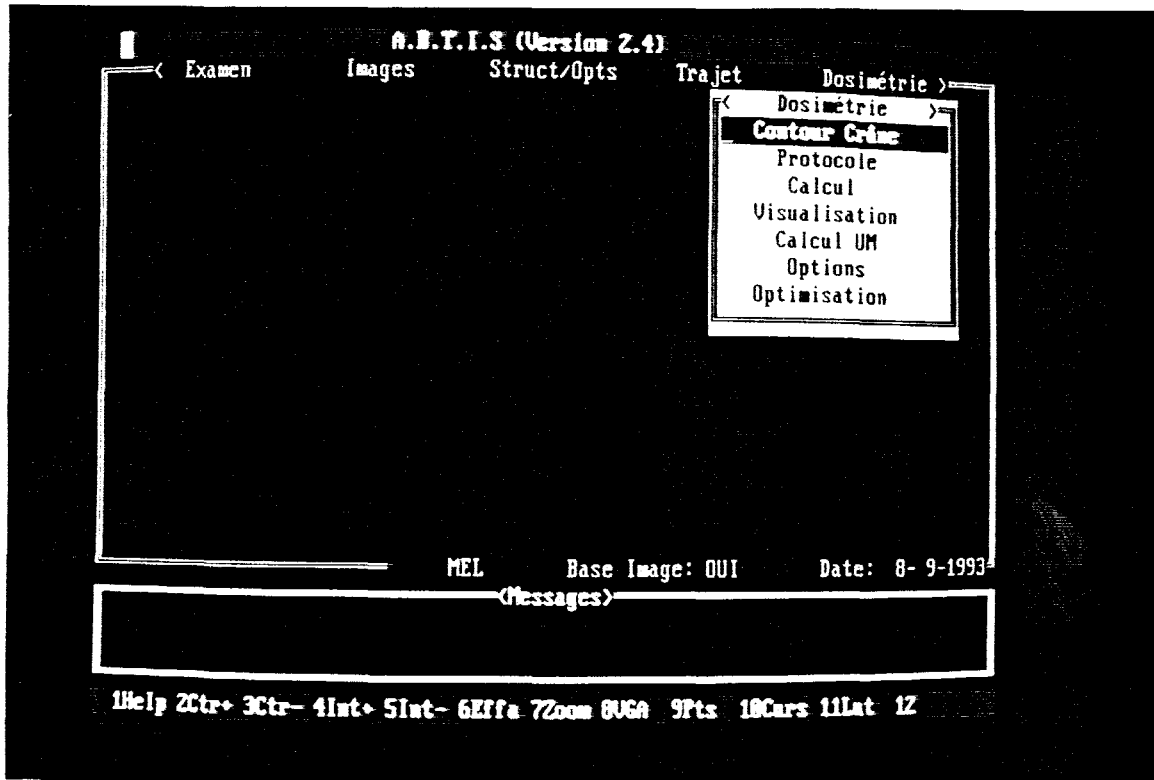 A.R.T.I.S (Version 2.4)
Examen Images Struct/Opts Trajet Dosimétrie
Dosimétrie
Contour Crâne
Protocole
Calcul
Visualisation
Calcul UM
Options
Optimisation
MEL Base Image: OUI Date: 8- 9-1993
<Messages>
1Help 2Ctr+ 3Ctr- 4Int+ 5Int- 6Effa 7Zoom 8VGA 9Pts 10Curs 11Lut 12